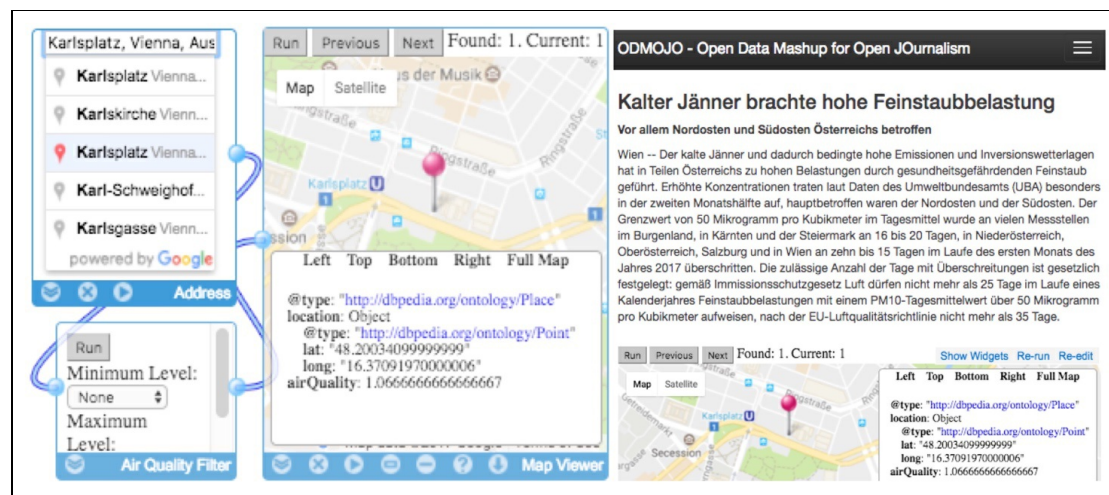 Karlsplatz, Vienna, Aus
Karlsplatz Vienna...
Karlskirche Vienn...
Karlsplatz Vienna...
Karl-Schweighof...
Karlsgasse Vienn...
powered by Google
Address
Run
Minimum Level:
None
Maximum
Level:
Air Quality Filter
Run Previous Next Found: 1. Current: 1
us der Musik
Map Satellite
Ringstraße
Ringstraße
Karlsplatz U
ession
Left Top Bottom Right Full Map
@type: "http://dbpedia.org/ontology/Place"
location: Object
@type: "http://dbpedia.org/ontology/Point"
lat: "48.20034099999999"
long: "16.37091970000006"
airQuality: 1.0666666666666667
Map Viewer
ODMOJO - Open Data Mashup for Open JOurnalism
Kalter Jänner brachte hohe Feinstaubbelastung
Vor allem Nordosten und Südosten Österreichs betroffen
Wien -- Der kalte Jänner und dadurch bedingte hohe Emissionen und Inversionswetterlagen
hat in Teilen Österreichs zu hohen Belastungen durch gesundheitsgefährdenden Feinstaub
geführt. Erhöhte Konzentrationen traten laut Daten des Umweltbundesamts (UBA) besonders
in der zweiten Monatshälfte auf, hauptbetroffen waren der Nordosten und der Südosten. Der
Grenzwert von 50 Mikrogramm pro Kubikmeter im Tagesmittel wurde an vielen Messstellen
im Burgenland, in Kärnten und der Steiermark an 16 bis 20 Tagen, in Niederösterreich,
Oberösterreich, Salzburg und in Wien an zehn bis 15 Tagen im Laufe des ersten Monats des
Jahres 2017 überschritten. Die zulässige Anzahl der Tage mit Überschreitungen ist gesetzlich
festgelegt: gemäß Immissionsschutzgesetz Luft dürfen nicht mehr als 25 Tage im Laufe eines
Kalenderjahres Feinstaubbelastungen mit einem PM10-Tagesmittelwert über 50 Mikrogramm
pro Kubikmeter aufweisen, nach der EU-Luftqualitätsrichtlinie nicht mehr als 35 Tage.
Run Previous Next Found: 1. Current: 1
Show Widgets Re-run Re-edit
Map Satellite
Karlsplatz U
Secession
Left Top Bottom Right Full Map
@type: "http://dbpedia.org/ontology/Place"
location: Object
@type: "http://dbpedia.org/ontology/Point"
lat: "48.20034099999999"
long: "16.37091970000006"
airQuality: 1.0666666666666667